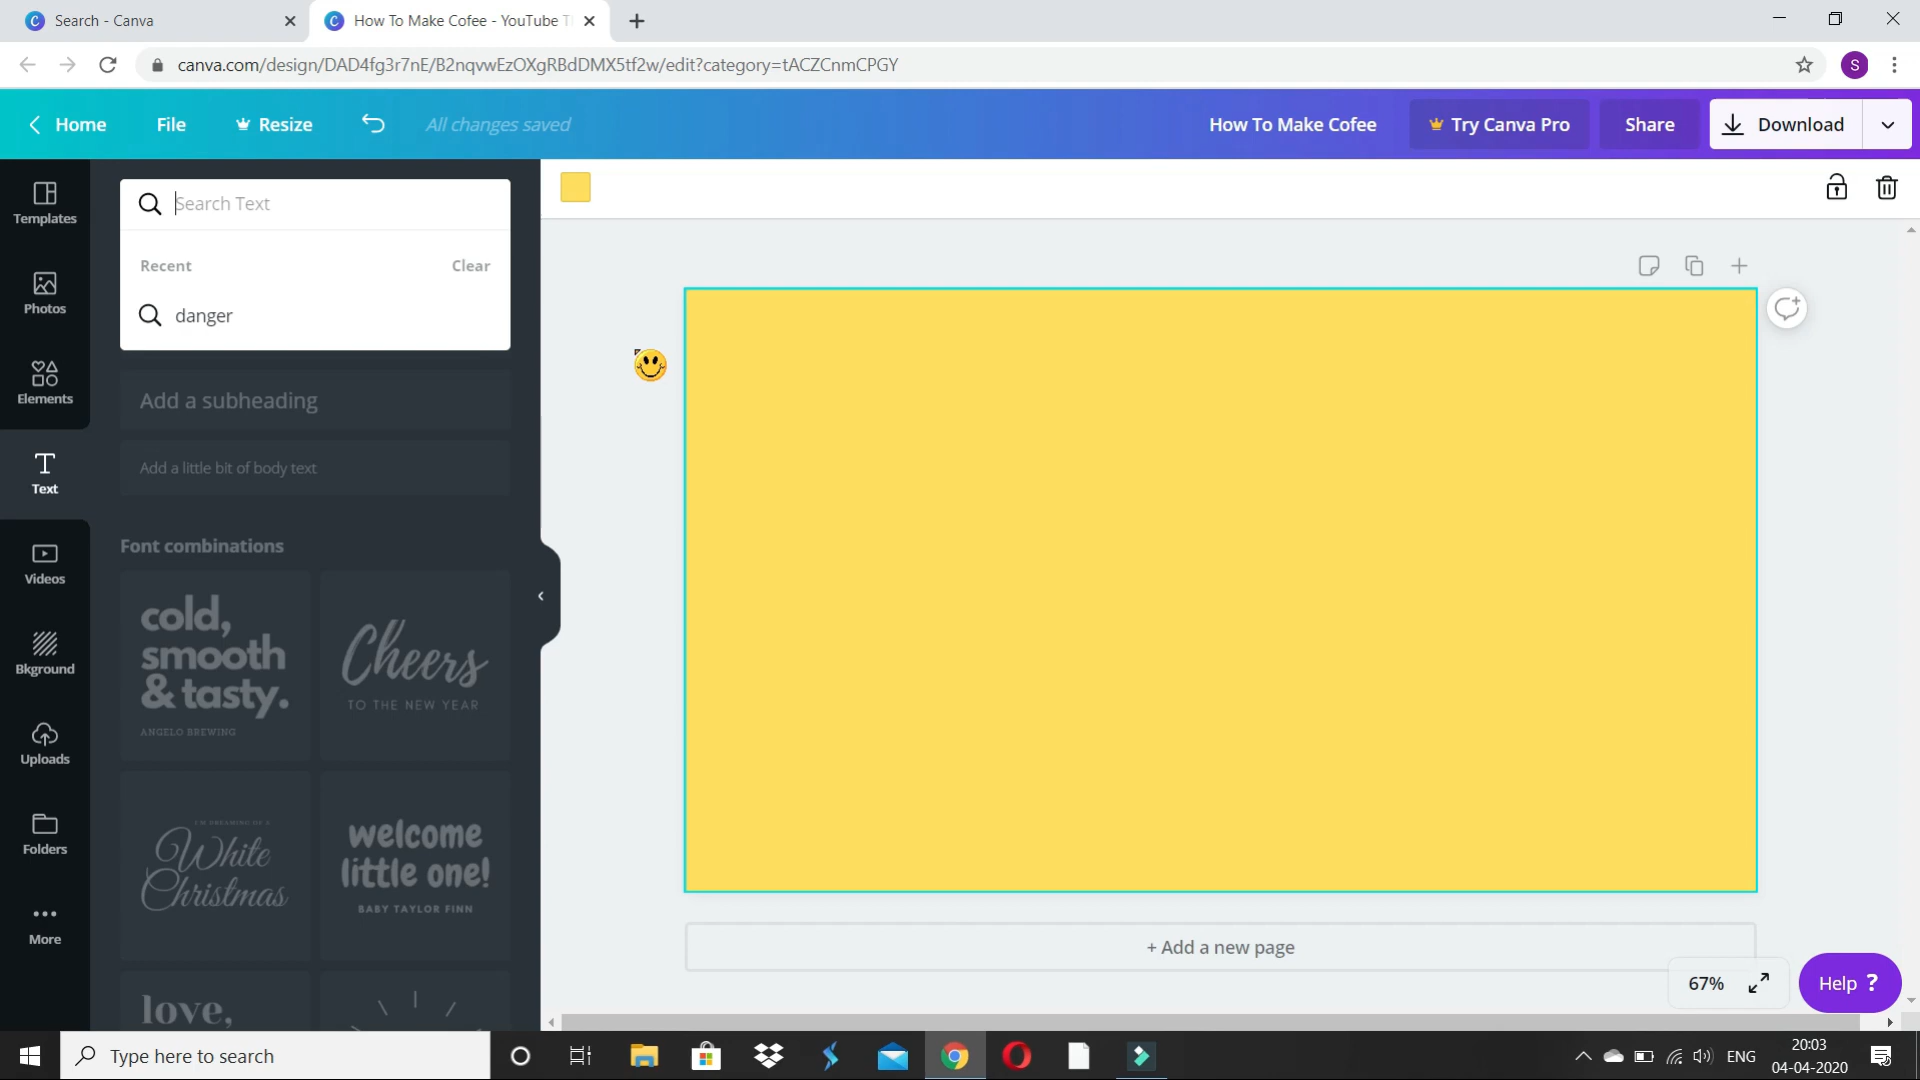 Search - Canva
How To Make Cofee - YouTube T
canva.com/design/DAD4fg3r7nE/B2nqvwEzOXgRBdDMX5tf2w/edit?category=tACZCnmCPGY
S
Home
File
Resize
All changes saved
How To Make Cofee
Try Canva Pro
Share
Download
Templates
Photos
Elements
Text
Videos
Bkground
Uploads
Folders
More
Search Text
Recent
Clear
danger
Add a subheading
Add a little bit of body text
Font combinations
cold,
smooth
& tasty.
ANGELO BREWING
Cheers
TO THE NEW YEAR
I'M DREAMING OF A
White
Christmas
welcome
little one!
BABY TAYLOR FINN
love,
+ Add a new page
67%
Help ?
Type here to search
ENG
20:03
04-04-2020